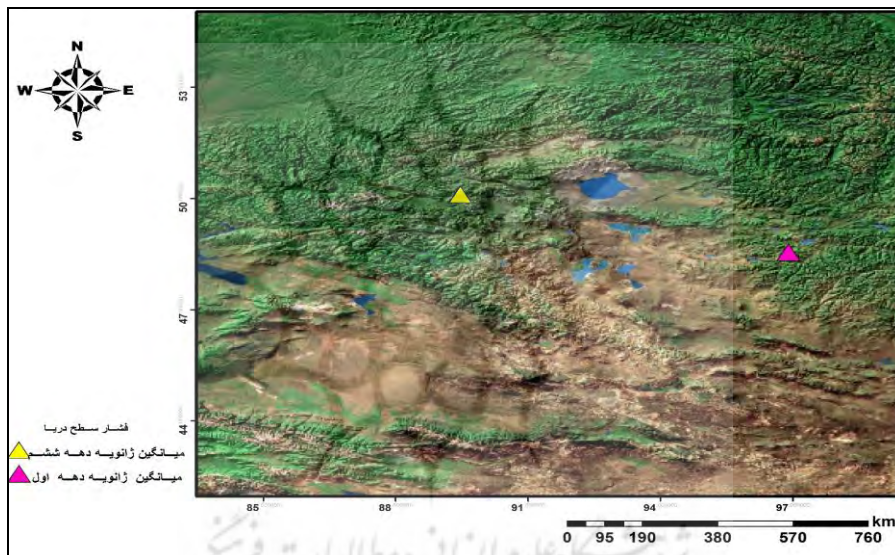 N
W E
S
53
50
47
44
فشار سطح دریا
میانگین ژانویه دهه ششم
میانگین ژانویه دهه اول
85 88 91 94 97
km
0 95 190 380 570 760